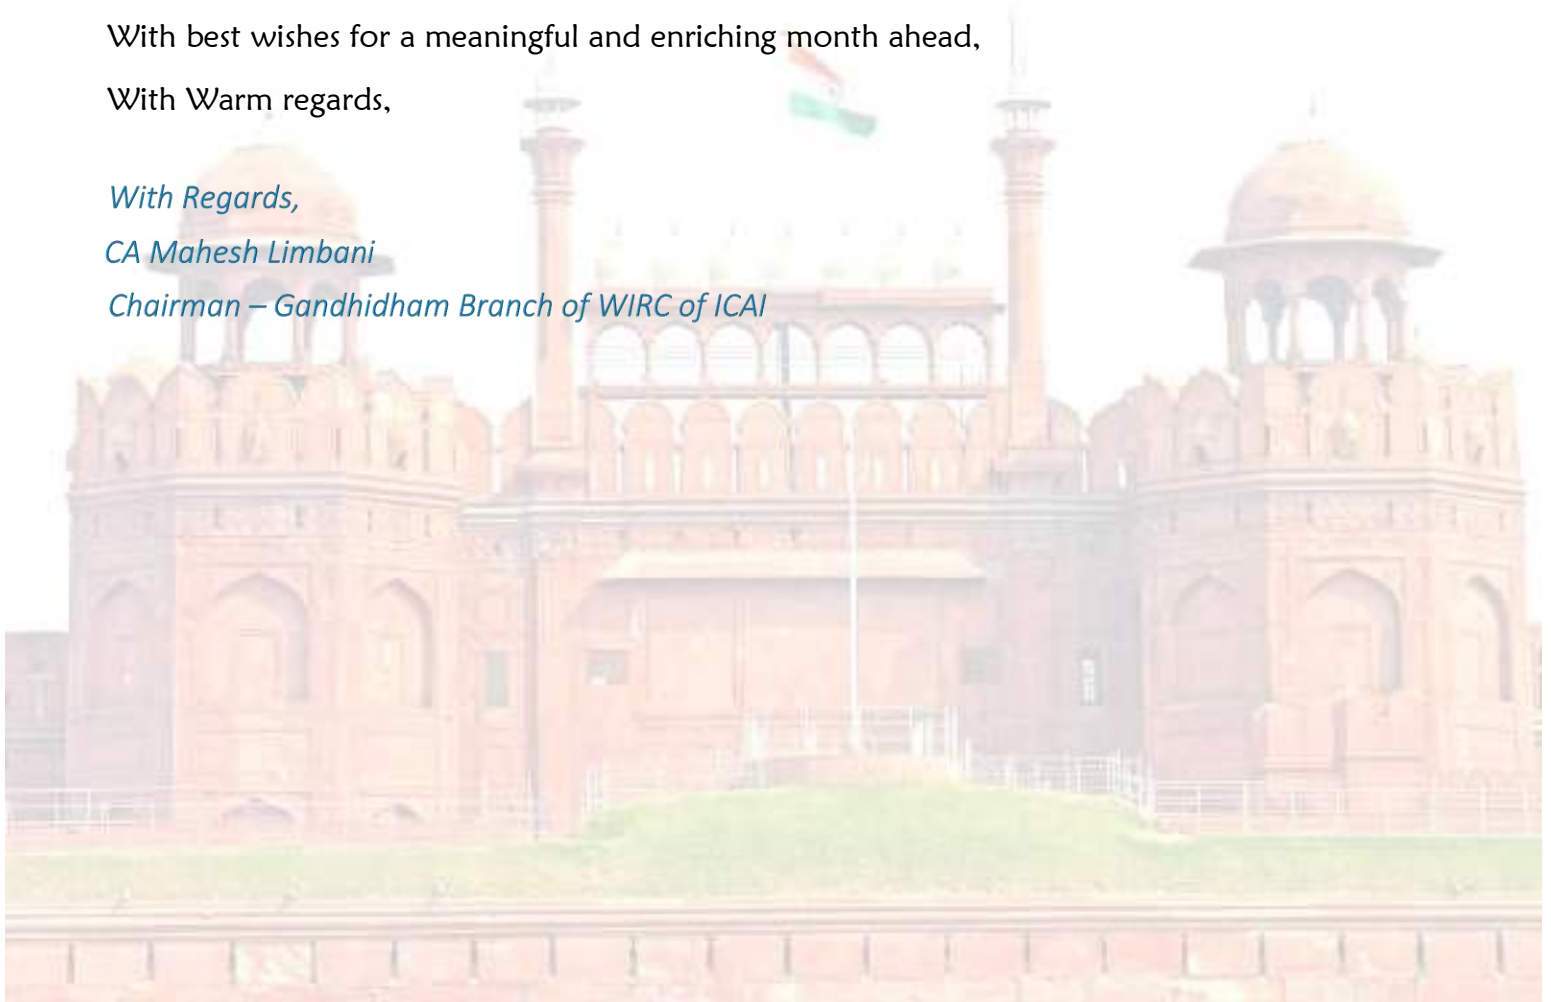 With best wishes for a meaningful and enriching month ahead,
With Warm regards,
With Regards,
CA Mahesh Limbani
Chairman – Gandhidham Branch of WIRC of ICAI